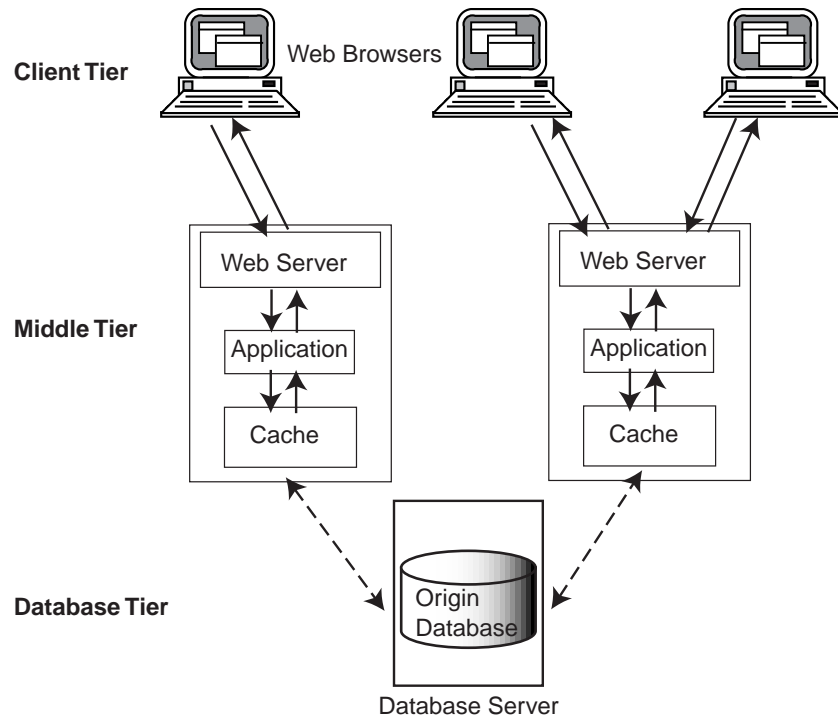 Client Tier
Web Browsers
Web Server
Web Server
Middle Tier
Application
Application
Cache
Cache
Database Tier
Origin
Database
Database Server